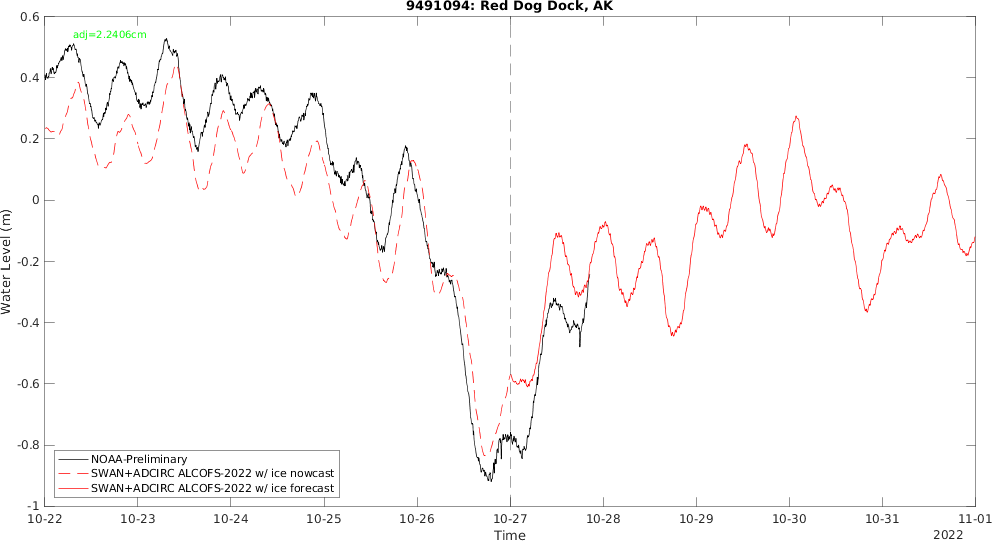 9491094: Red Dog Dock, AK
adj=2.2406cm
0.6
0.4
0.2
0
-0.2
-0.4
-0.6
-0.8
-1
Water Level (m)
NOAA-Preliminary
SWAN+ADCIRC ALCOFS-2022 w/ ice nowcast
SWAN+ADCIRC ALCOFS-2022 w/ ice forecast
10-22 10-23 10-24 10-25 10-26 10-27 10-28 10-29 10-30 10-31 11-01
Time
2022